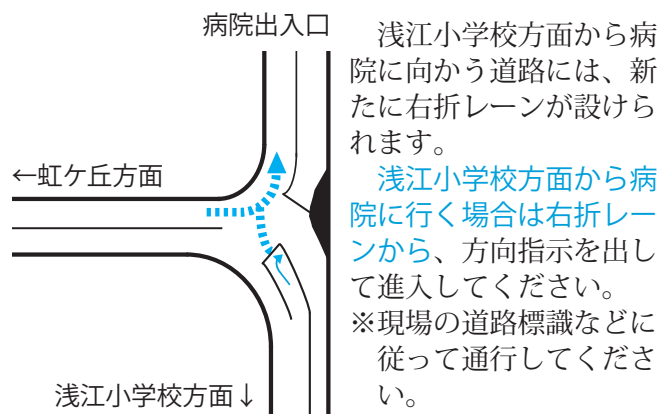 病院出入口
←虹ケ丘方面
浅江小学校方面↓
浅江小学校方面から病
院に向かう道路には、新
たに右折レーンが設けら
れます。
浅江小学校方面から病
院に行く場合は右折レー
ンから、方向指示を出し
て進入してください。
※現場の道路標識などに
従って通行してくださ
い。